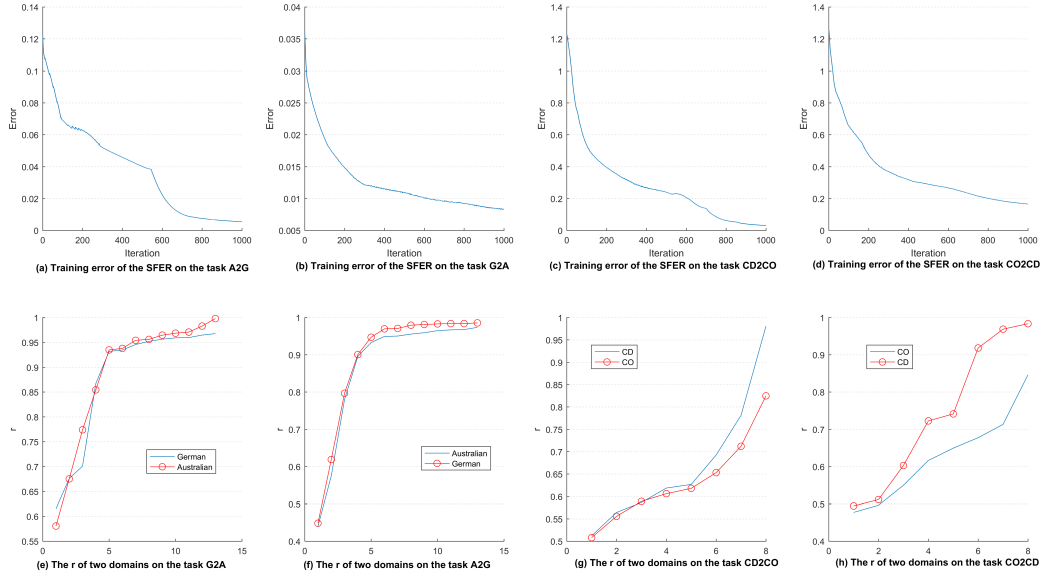 0.14
0.12
0.1
0.08
0.06
0.04
0.02
0
Error
0 200 400 600 800 1000
Iteration
(a) Training error of the SFER on the task A2G
0.04
0.035
0.03
0.025
0.02
0.015
0.01
0.005
Error
0 200 400 600 800 1000
Iteration
(b) Training error of the SFER on the task G2A
1.4
1.2
1
0.8
0.6
0.4
0.2
0
Error
0 200 400 600 800 1000
Iteration
(c) Training error of the SFER on the task CD2CO
1.4
1.2
1
0.8
0.6
0.4
0.2
0
Error
0 200 400 600 800 1000
Iteration
(d) Training error of the SFER on the task CO2CD
1
0.95
0.9
0.85
0.8
0.75
0.7
0.65
0.6
0.55
r
German
Australian
0 5 10 15
(e) The r of two domains on the task G2A
1
0.9
0.8
0.7
0.6
0.5
0.4
r
Australian
German
0 5 10 15
(f) The r of two domains on the task A2G
1
0.95
0.9
0.85
0.8
0.75
0.7
0.65
0.6
0.55
0.5
r
CD
CO
0 2 4 6 8
(g) The r of two domains on the task CD2CO
1
0.9
0.8
0.7
0.6
0.5
0.4
r
CO
CD
0 2 4 6 8
(h) The r of two domains on the task CO2CD